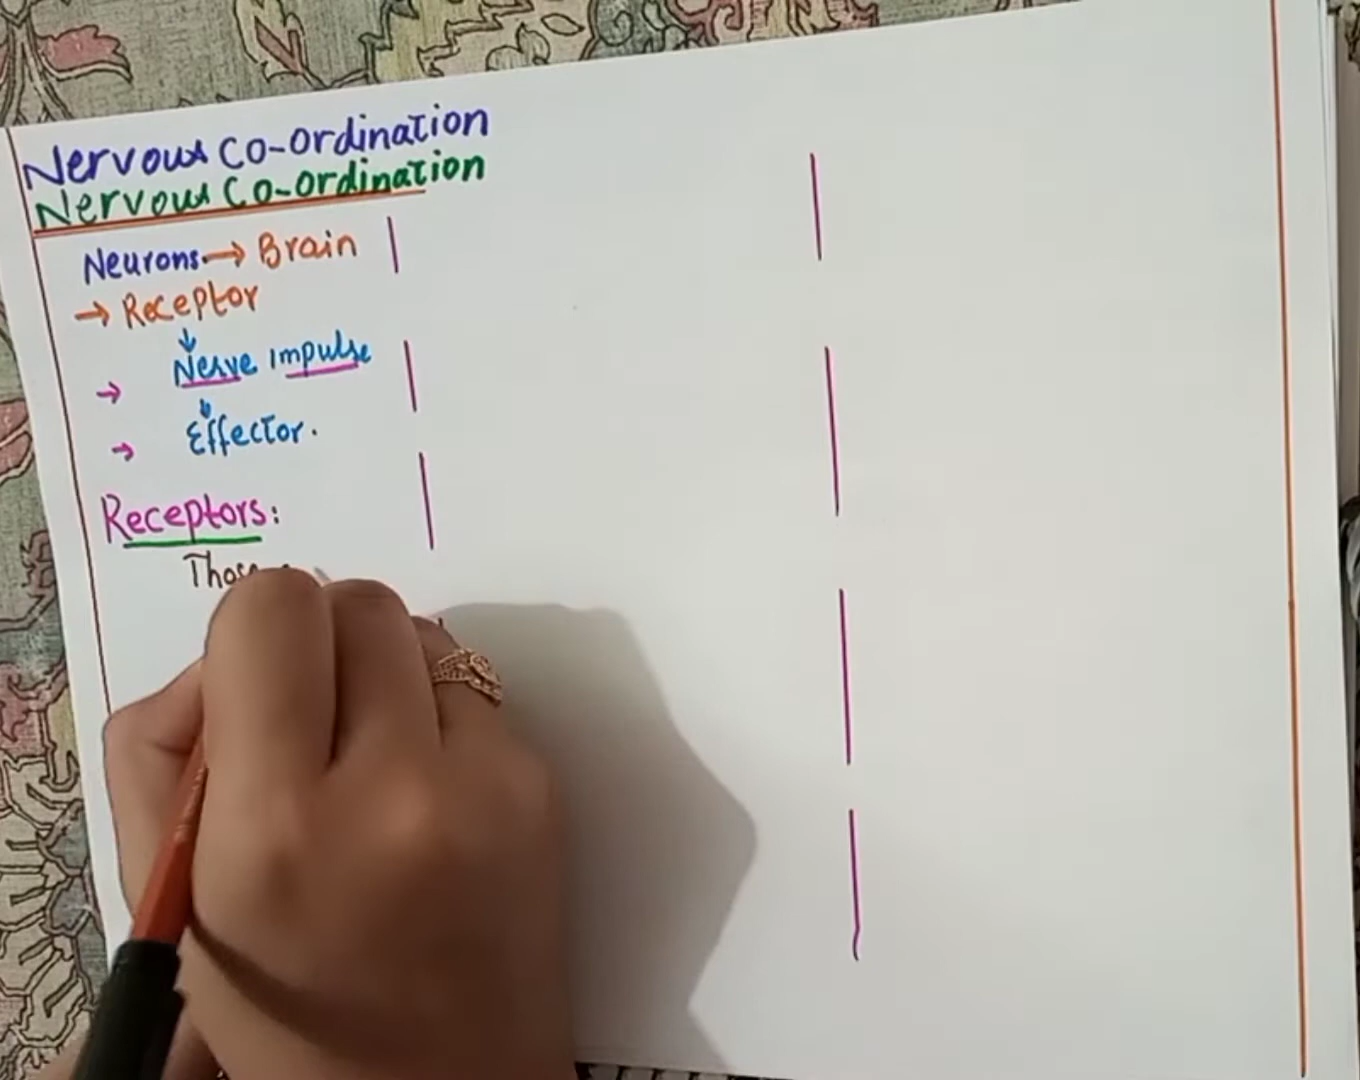 Nervous Co-ordination
Nervous Co-ordination
Neurons → Brain
→ Receptor
↓
→ Nerve impulse
↓
→ Effector.
Receptors: